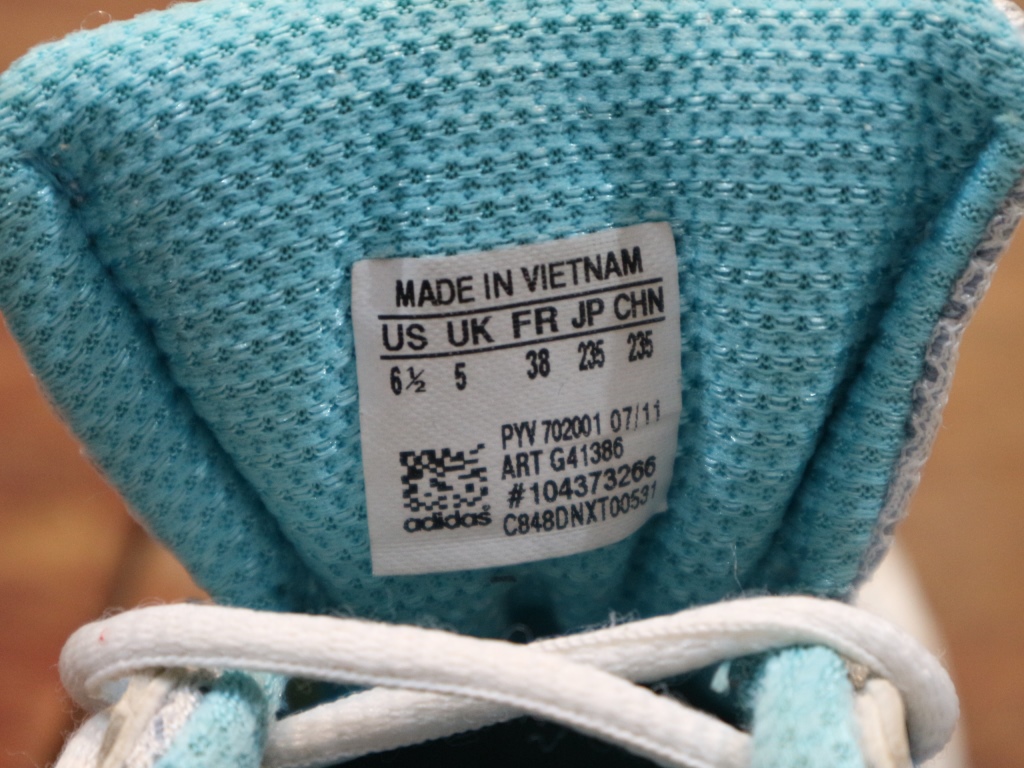 MADE IN VIETNAM
US UK FR JP CHN
6½ 5 38 235 235
PYV 702001 07/11
ART G41386
#104373266
C848DNXT00531
adidas